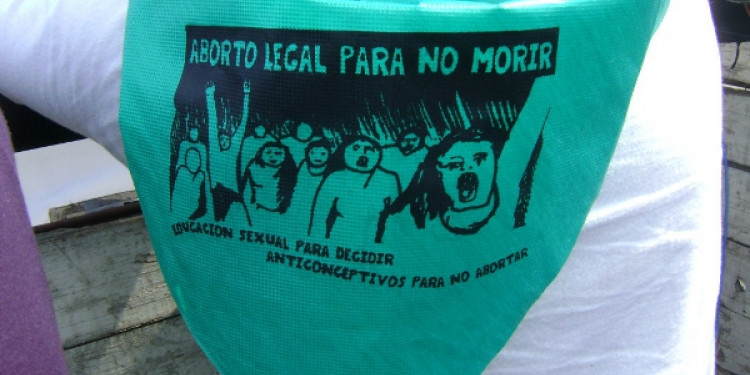 ABORTO LEGAL PARA NO MORIR
EDUCACION SEXUAL PARA DECIDIR
ANTICONCEPTIVOS PARA NO ABORTAR